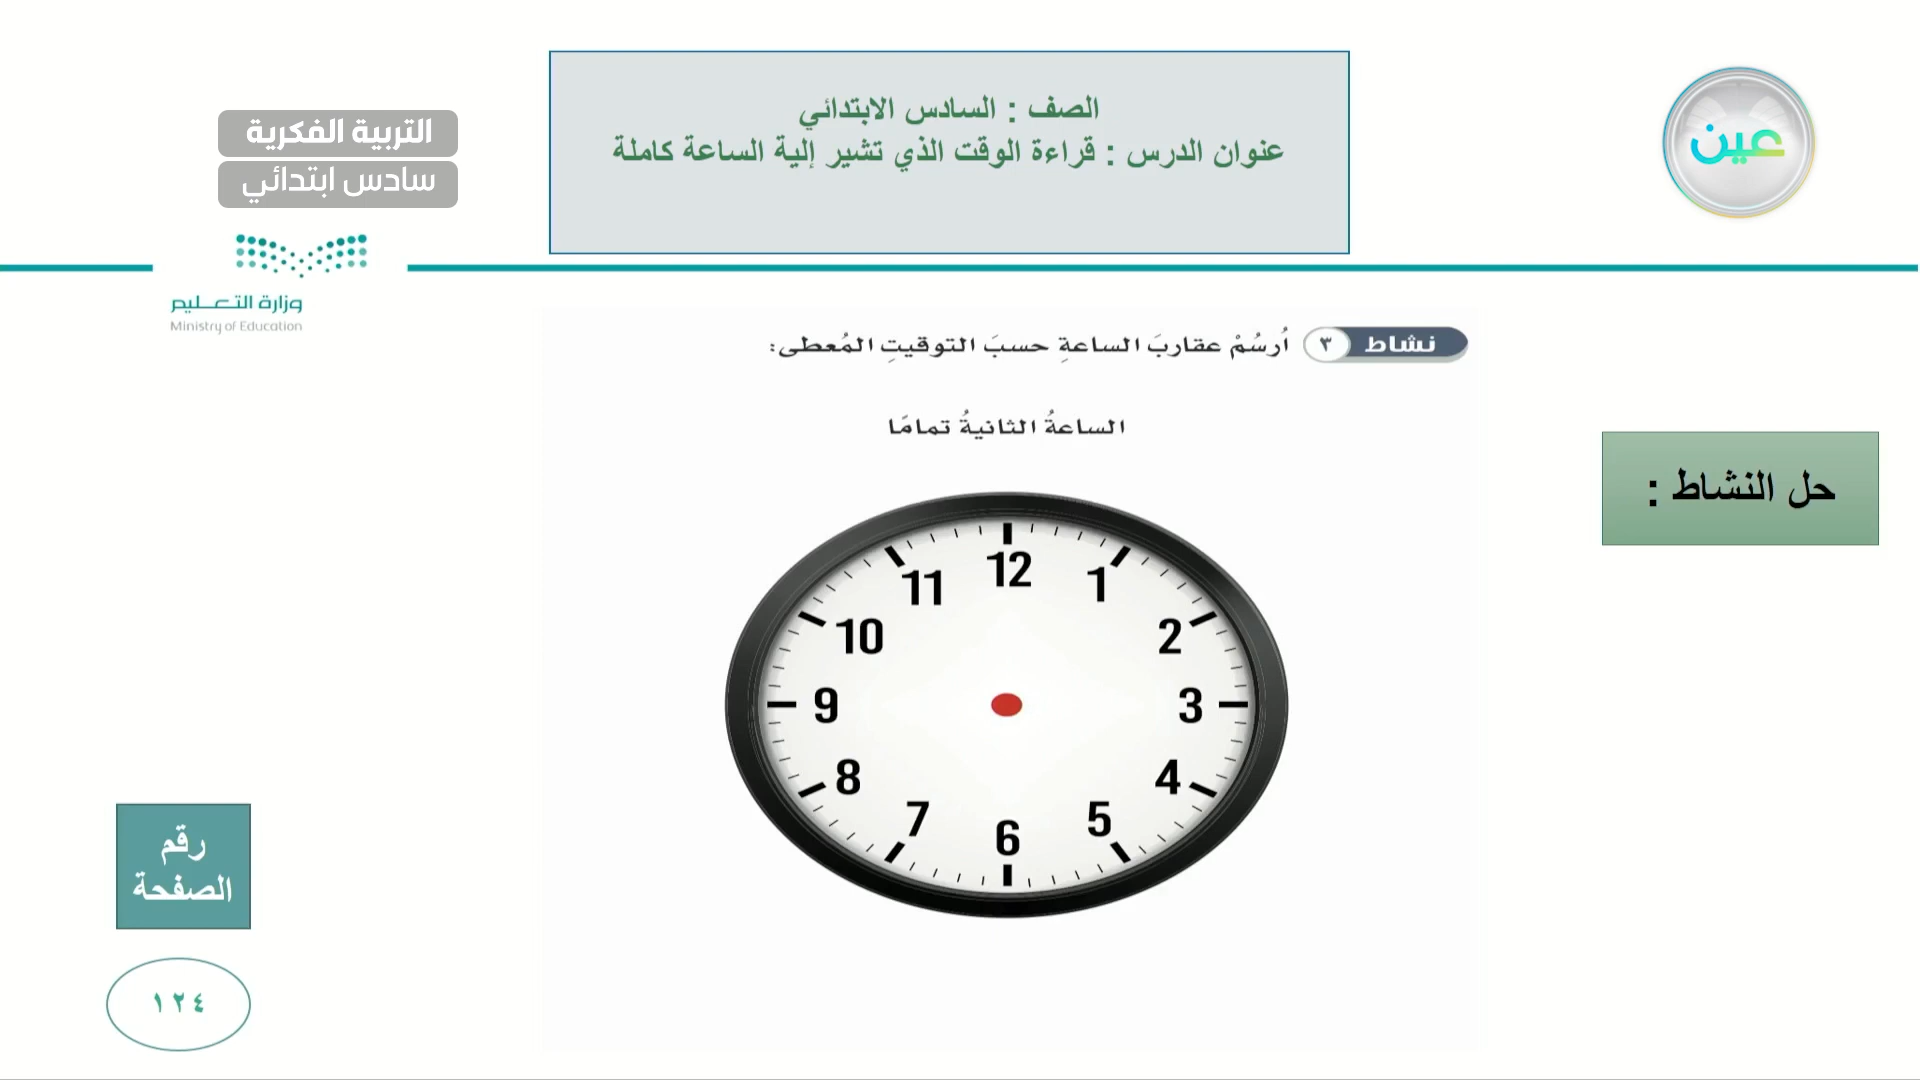 الصف : السادس الابتدائي
عنوان الدرس : قراءة الوقت الذي تشير إلية الساعة كاملة
عين
التربية الفكرية
سادس ابتدائي
وزارة التعليم
Ministry of Education
نشاط ٣ أرسُمْ عقاربَ الساعةِ حسبَ التوقيتِ المُعطى:
الساعةُ الثانيةُ تمامًا
حل النشاط :
12
1
2
3
4
5
6
7
8
9
10
11
رقم
الصفحة
١٢٤